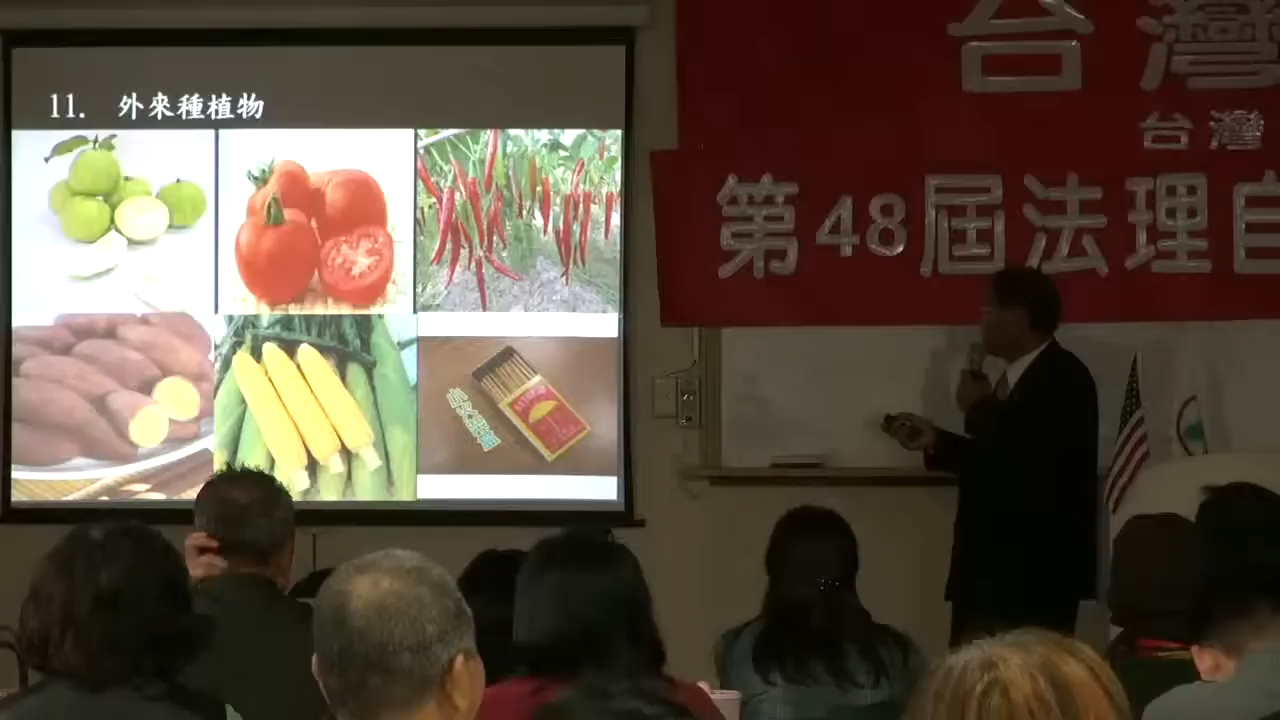 11. 外來種植物
台灣
台灣
第48屆法理自